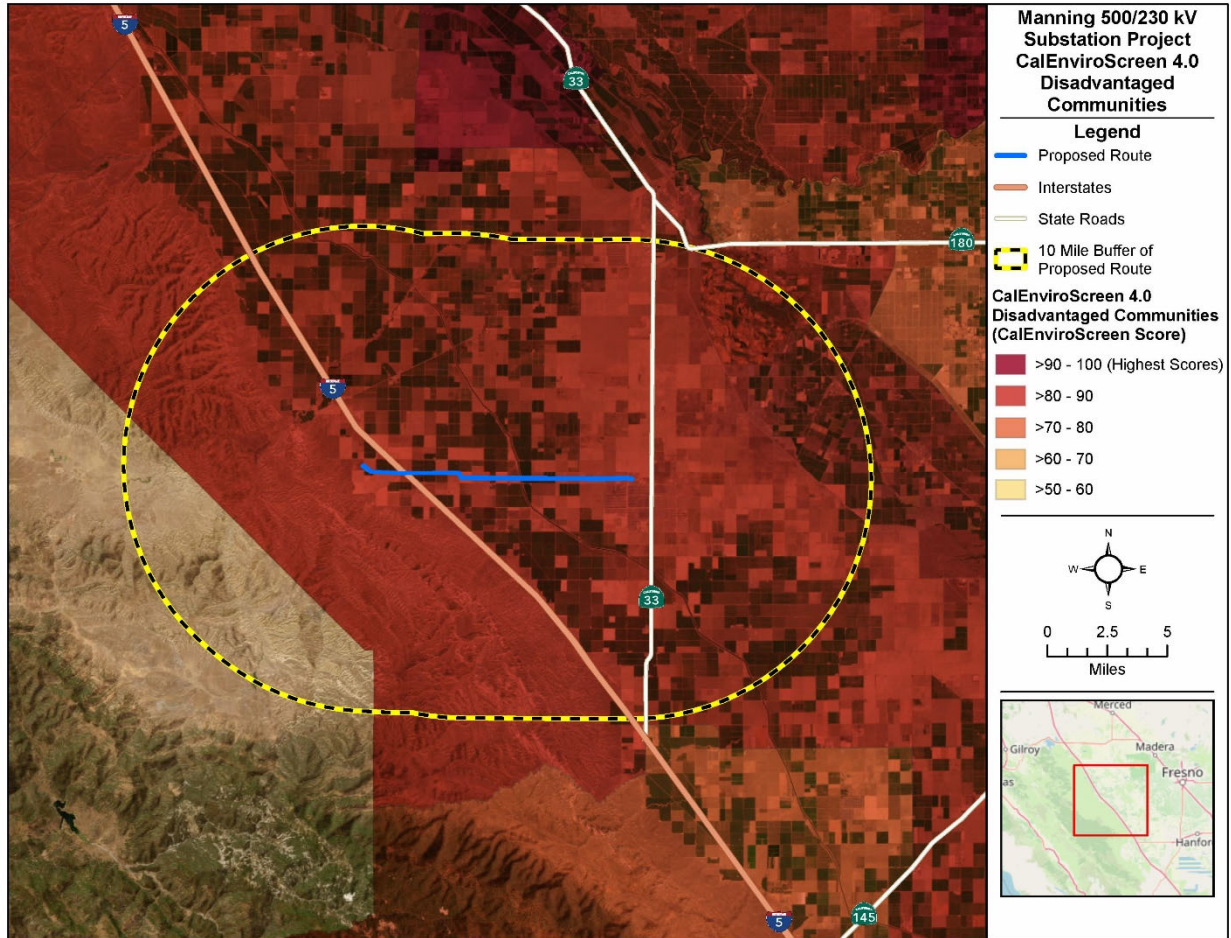 Manning 500/230 kV
Substation Project
CalEnviroScreen 4.0
Disadvantaged
Communities
Legend
Proposed Route
Interstates
State Roads
10 Mile Buffer of
Proposed Route
CalEnviroScreen 4.0
Disadvantaged Communities
(CalEnviroScreen Score)
>90 - 100 (Highest Scores)
>80 - 90
>70 - 80
>60 - 70
>50 - 60
N
W E
S
0 2.5 5
Miles
Merced
Gilroy
Madera
as
Fresno
Hanfor
5
33
180
5
33
5
145